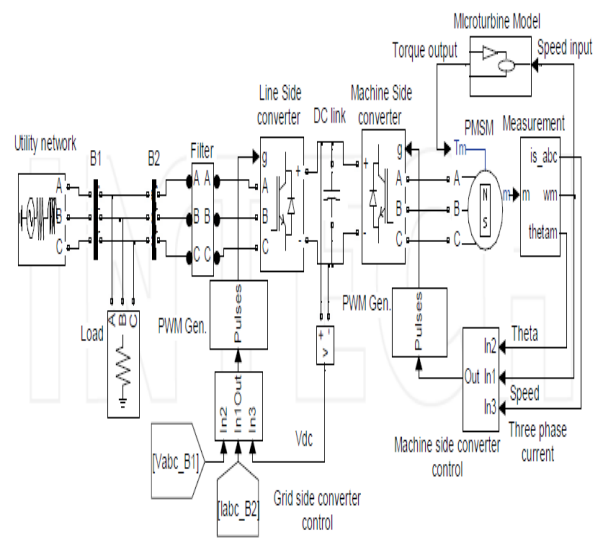 Microturbine Model
Torque output
Speed input
Line Side
converter
DC link
Machine Side
converter
PMSM
Measurement
Utility network
B1
B2
Filter
A
B
C
A A
B B
C C
g
A
B
C
+
-
+
-
g
A
B
C
Tm
A
B
C
N
S
m
m
is_abc
wm
thetam
Load
A
B
C
PWM Gen.
Pulses
PWM Gen.
Pulses
+ -
v
In2
In1Out
In3
Vdc
[Vabc_B1]
[Iabc_B2]
Grid side converter
control
In2
Out In1
In3
Theta
Speed
Three phase
current
Machine side converter
control
INTECH